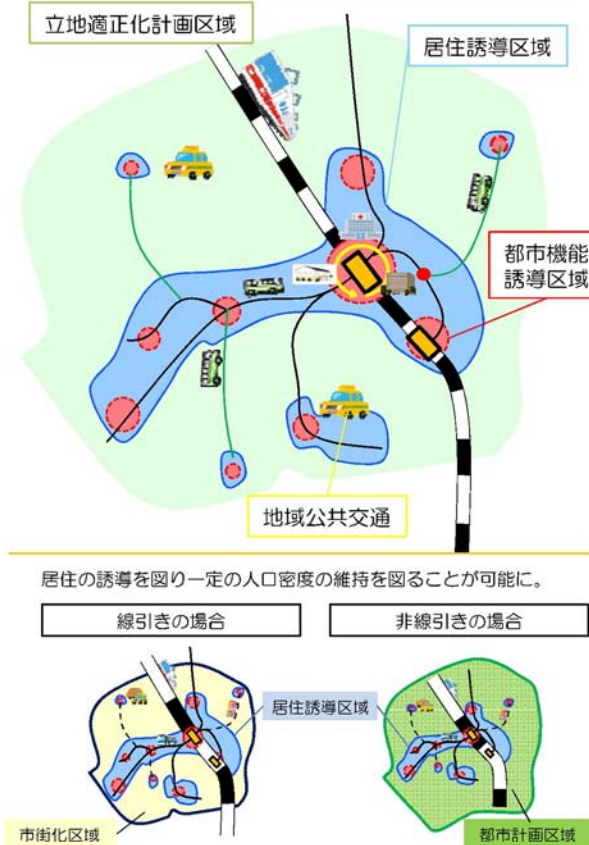 立地適正化計画区域
居住誘導区域
都市機能
誘導区域
地域公共交通
居住の誘導を図り一定の人口密度の維持を図ることが可能に。
線引きの場合
非線引きの場合
居住誘導区域
市街化区域
都市計画区域